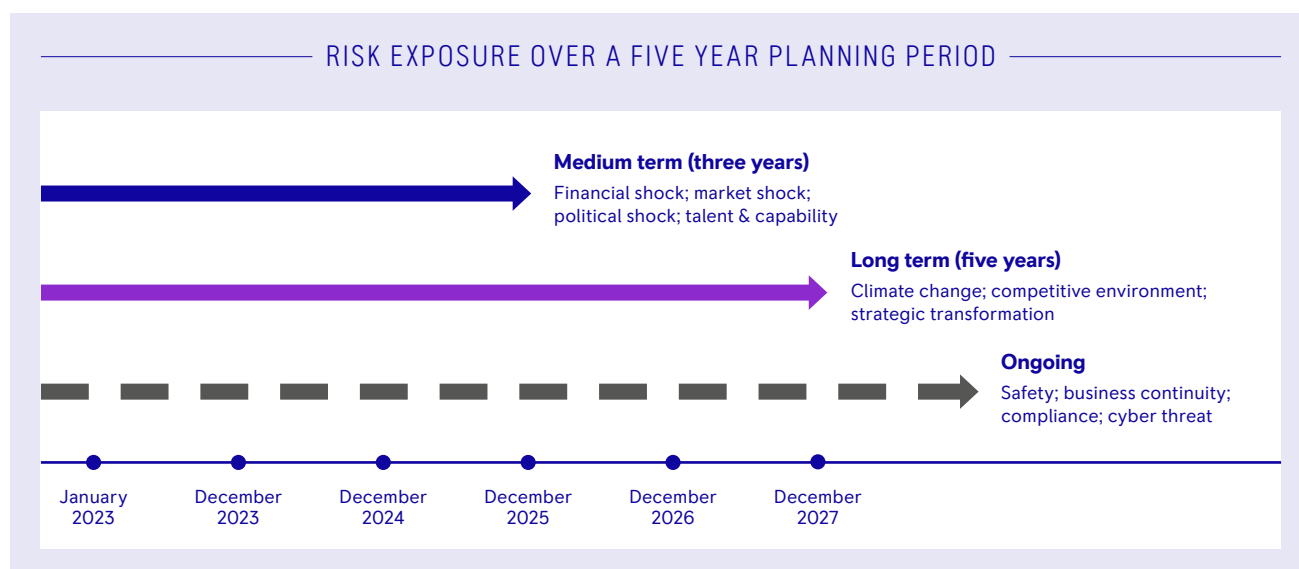 RISK EXPOSURE OVER A FIVE YEAR PLANNING PERIOD
Medium term (three years)
Financial shock; market shock;
political shock; talent & capability
Long term (five years)
Climate change; competitive environment;
strategic transformation
Ongoing
Safety; business continuity;
compliance; cyber threat
January
2023
December
2023
December
2024
December
2025
December
2026
December
2027